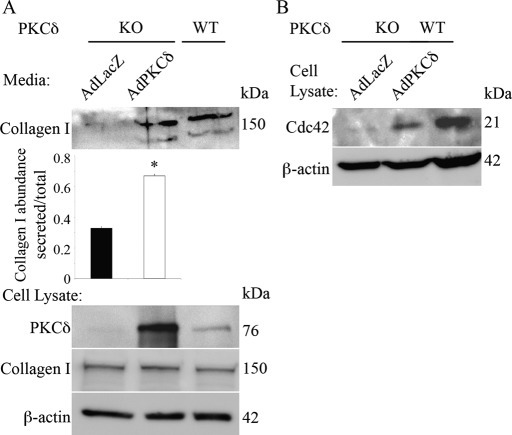 A
PKCδ KO WT
Media: AdLacZ AdPKCδ
kDa
Collagen I 150
Collagen I abundance
secreted/total
0.8
0.6
0.4
0.2
0
*
Cell Lysate:
kDa
PKCδ 76
Collagen I 150
β-actin 42
B
PKCδ KO WT
Cell
Lysate: AdLacZ AdPKCδ
kDa
Cdc42 21
β-actin 42